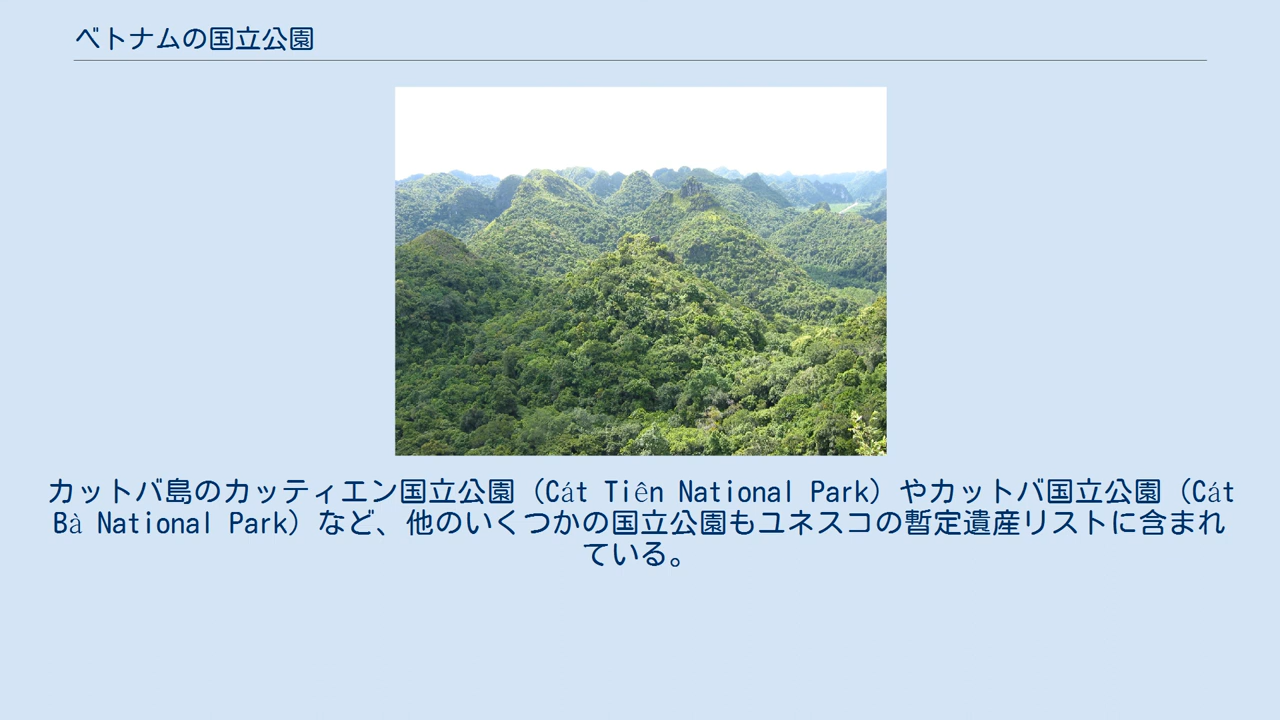 ベトナムの国立公園
カットバ島のカッティエン国立公園（Cát Tiên National Park）やカットバ国立公園（Cát
Bà National Park）など、他のいくつかの国立公園もユネスコの暫定遺産リストに含まれ
ている。